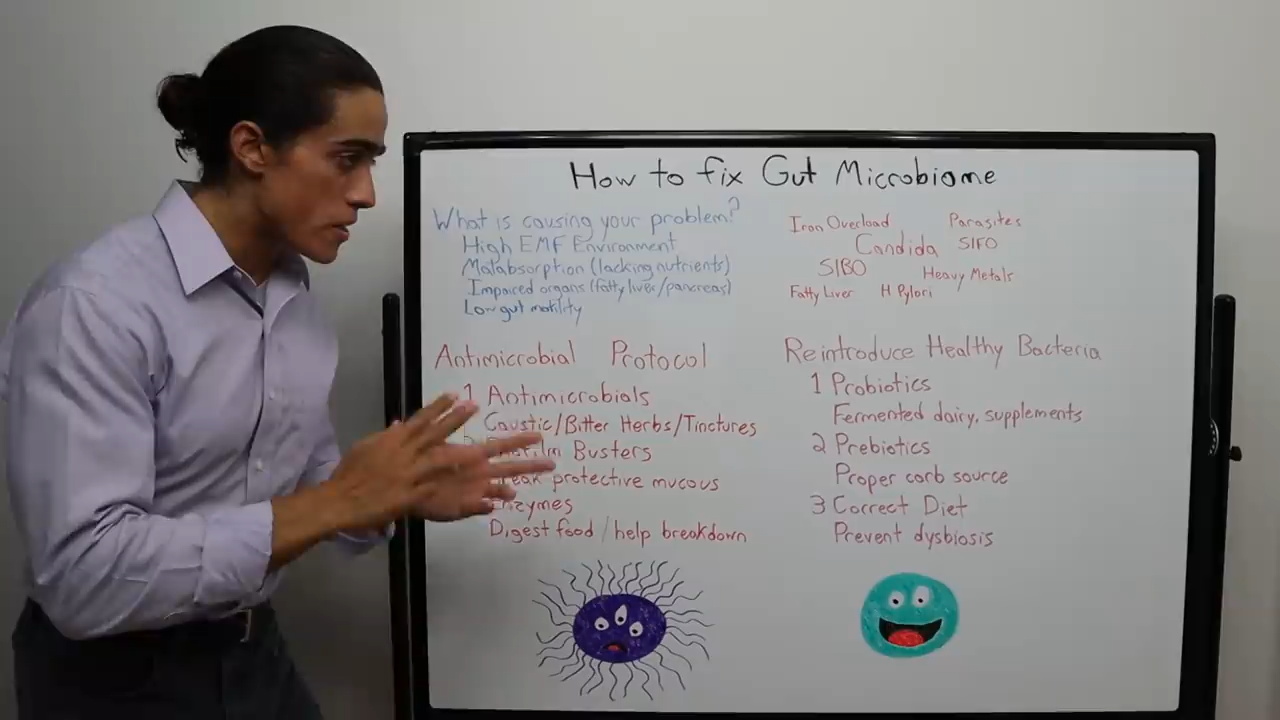 How to fix Gut Microbiome
What is causing your problem?
High EMF Environment
Malabsorption (lacking nutrients)
Impaired organs (fatty liver/pancreas)
Low gut motility
Iron Overload Parasites
Candida SIFO
SIBO Heavy Metals
Fatty Liver H Pylori
Antimicrobial Protocol
1 Antimicrobials
Caustic/Bitter Herbs/Tinctures
Busters
protective mucous
Enzymes
Digest food / help breakdown
Reintroduce Healthy Bacteria
1 Probiotics
Fermented dairy, supplements
2 Prebiotics
Proper carb source
3 Correct Diet
Prevent dysbiosis